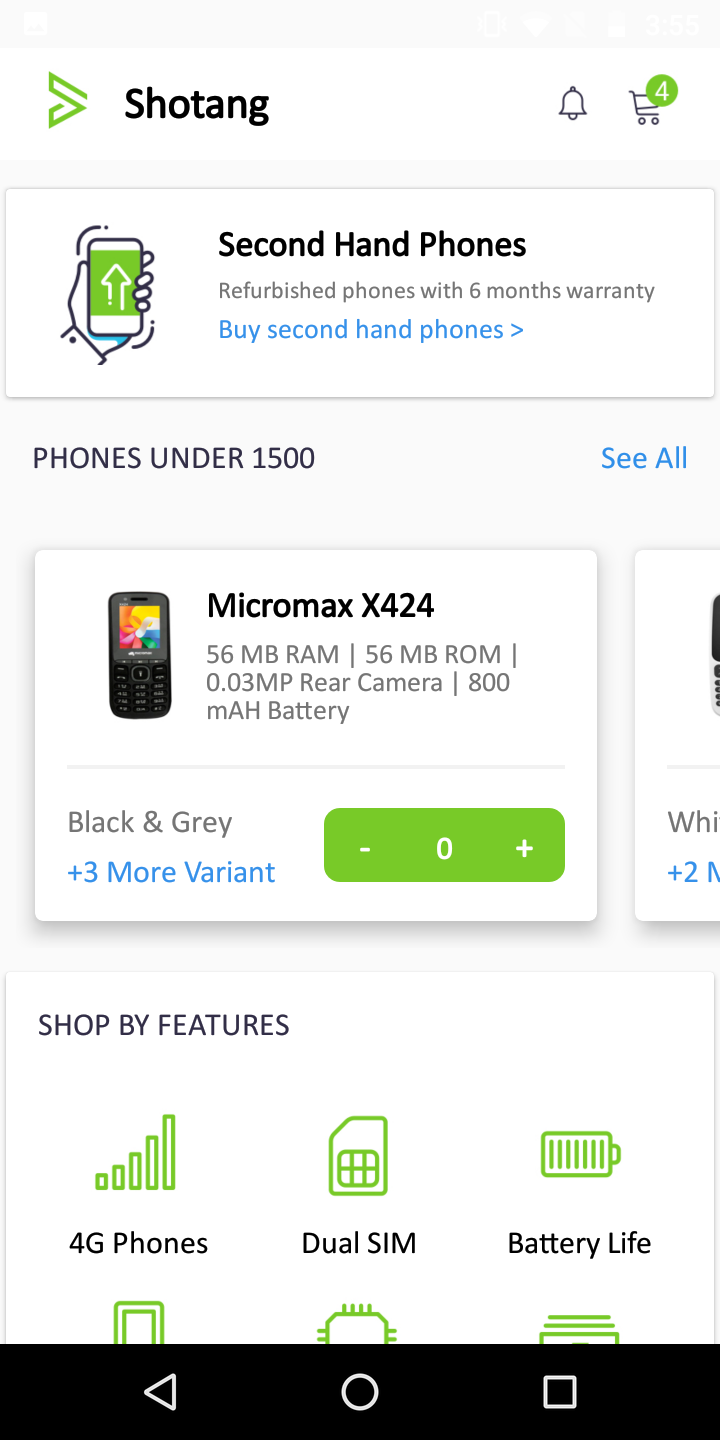 3:55
Shotang
4
Second Hand Phones
Refurbished phones with 6 months warranty
Buy second hand phones >
PHONES UNDER 1500
See All
Micromax X424
56 MB RAM | 56 MB ROM |
0.03MP Rear Camera | 800
mAH Battery
Black & Grey
+3 More Variant
- 0 +
Whi
+2 M
SHOP BY FEATURES
4G Phones
Dual SIM
Battery Life